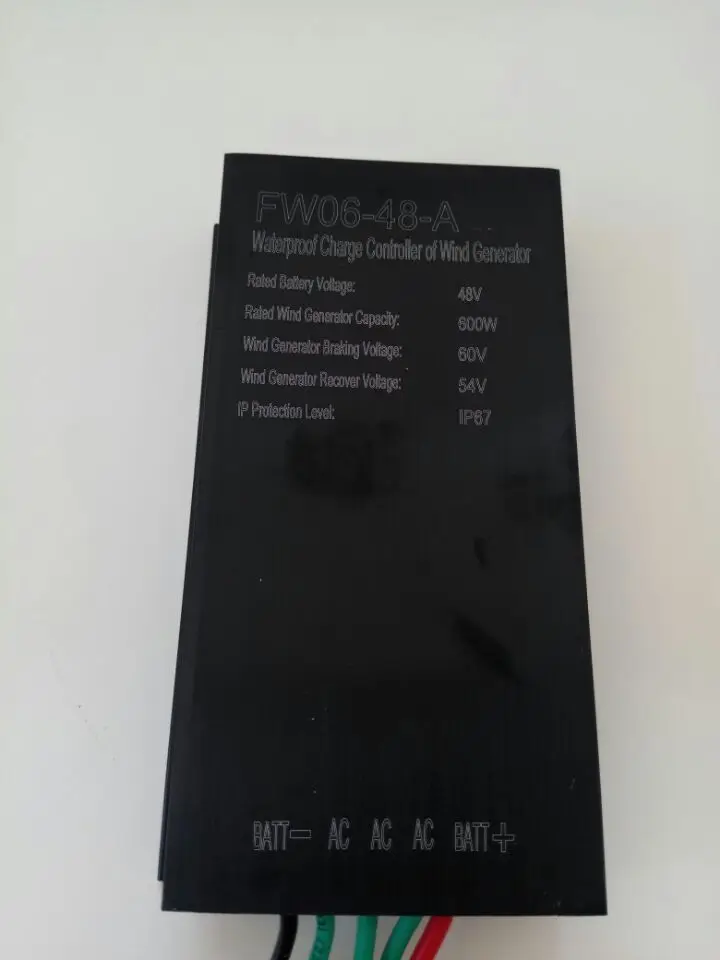 FW06-48-A
Waterproof Charge Controller of Wind Generator
Rated Battery Voltage: 48V
Rated Wind Generator Capacity: 600W
Wind Generator Braking Voltage: 60V
Wind Generator Recover Voltage: 54V
IP Protection Level: IP67
BATT- AC AC AC BATT+